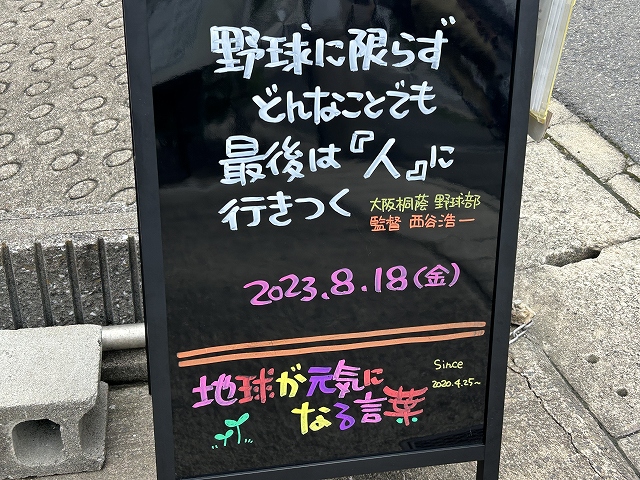 野球に限らず
どんなことでも
最後は『人』に
行きつく
大阪桐蔭 野球部
監督 西谷浩一
2023.8.18(金)
地球が元気に
なる言葉
Since
2020.4.25~